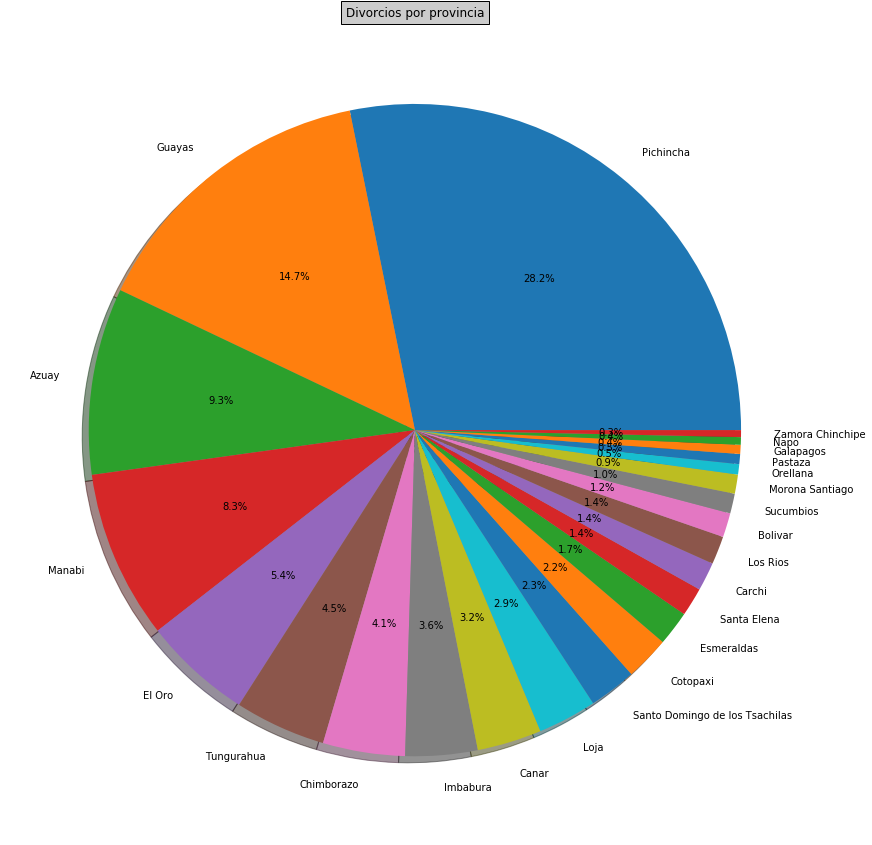 Divorcios por provincia
Pichincha
28.2%
Guayas
14.7%
Azuay
9.3%
Manabi
8.3%
El Oro
5.4%
Tungurahua
4.5%
Chimborazo
4.1%
Imbabura
3.6%
Canar
3.2%
Loja
2.9%
Santo Domingo de los Tsachilas
2.3%
Cotopaxi
2.2%
Esmeraldas
1.7%
Santa Elena
1.4%
Carchi
1.4%
Los Rios
1.4%
Bolivar
1.2%
Sucumbios
1.0%
Morona Santiago
0.9%
Orellana
0.5%
Pastaza
Galapagos
Napo
Zamora Chinchipe
0.3%